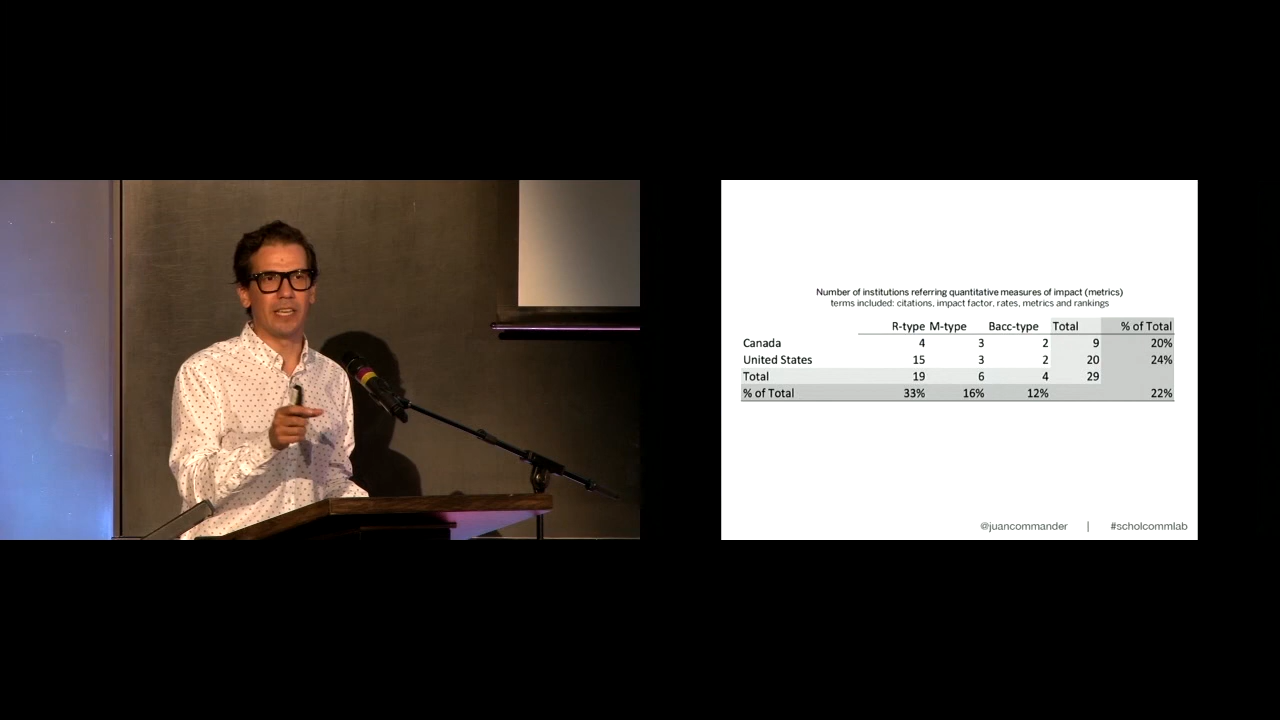 Number of institutions referring quantitative measures of impact (metrics)
terms included: citations, impact factor, rates, metrics and rankings
R-type M-type Bacc-type Total % of Total
Canada 4 3 2 9 20%
United States 15 3 2 20 24%
Total 19 6 4 29
% of Total 33% 16% 12% 22%
@juancommander | #scholcommlab